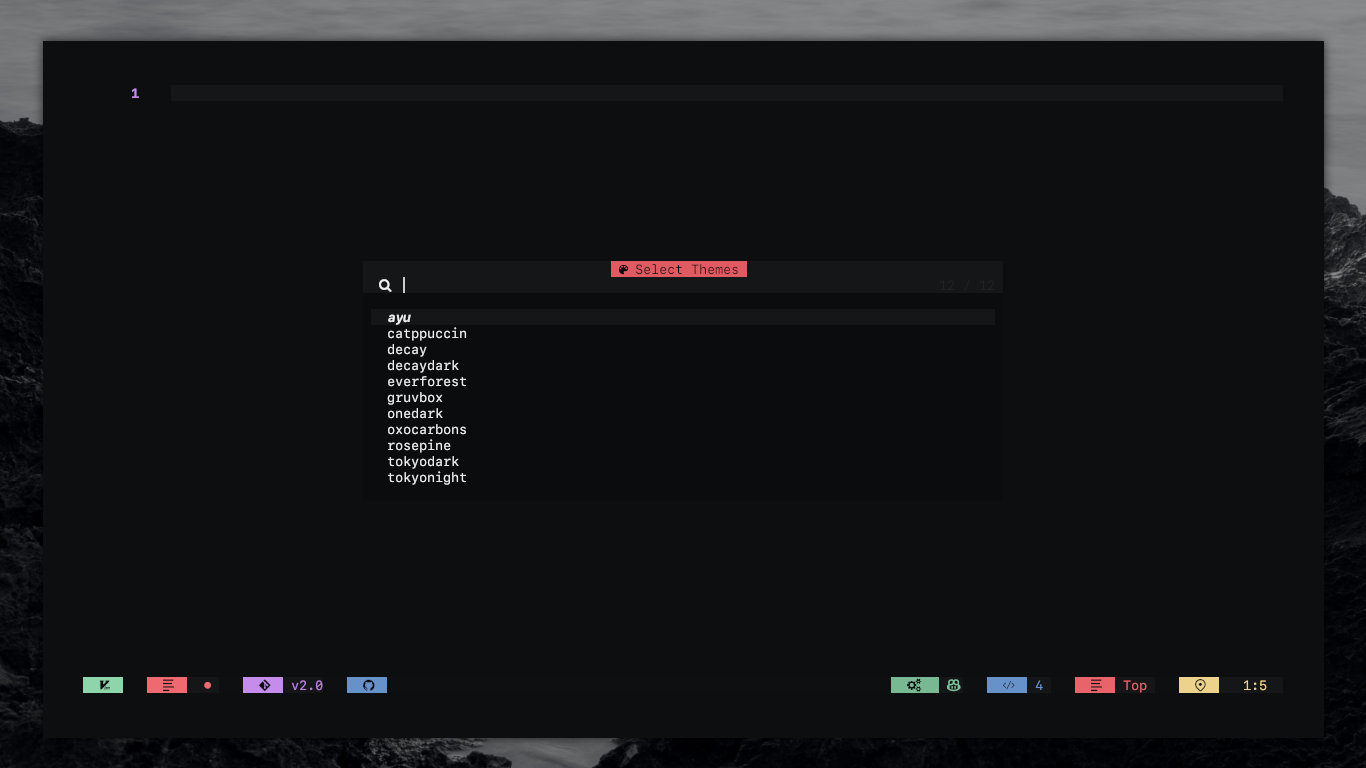 1
Select Themes
12 / 12
ayu
catppuccin
decay
decaydark
everforest
gruvbox
onedark
oxocarbons
rosepine
tokyodark
tokyonight
v2.0
4
Top
1:5